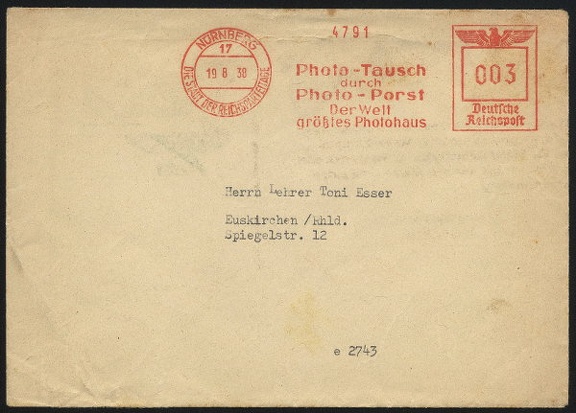 NÜRNBERG
17
19 8 38
DIE STADT DER REICHSPARTEITAGE
4791
Photo-Tausch
durch
Photo-Porst
Der Welt
größtes Photohaus
003
Deutsche
Reichspost
Herrn Lehrer Toni Esser
Euskirchen /Rhld.
Spiegelstr. 12
e 2743